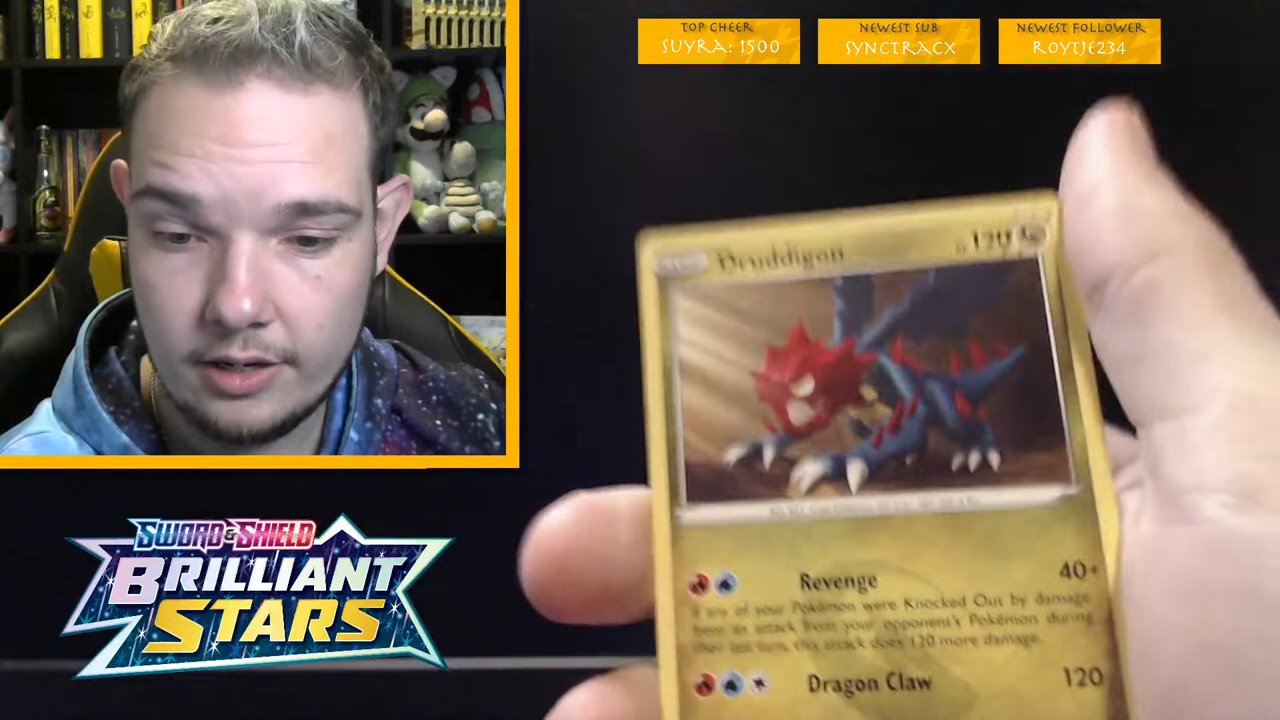 TOP CHEER
SUYRA: 1500
NEWEST SUB
SYNCTRACX
NEWEST FOLLOWER
ROYTJE234
Druddigon 120
Revenge 40+
If any of your Pokémon were Knocked Out by damage
from an attack from your opponent's Pokémon during
their last turn, this attack does 120 more damage.
Dragon Claw 120
SWORD & SHIELD
BRILLIANT
STARS